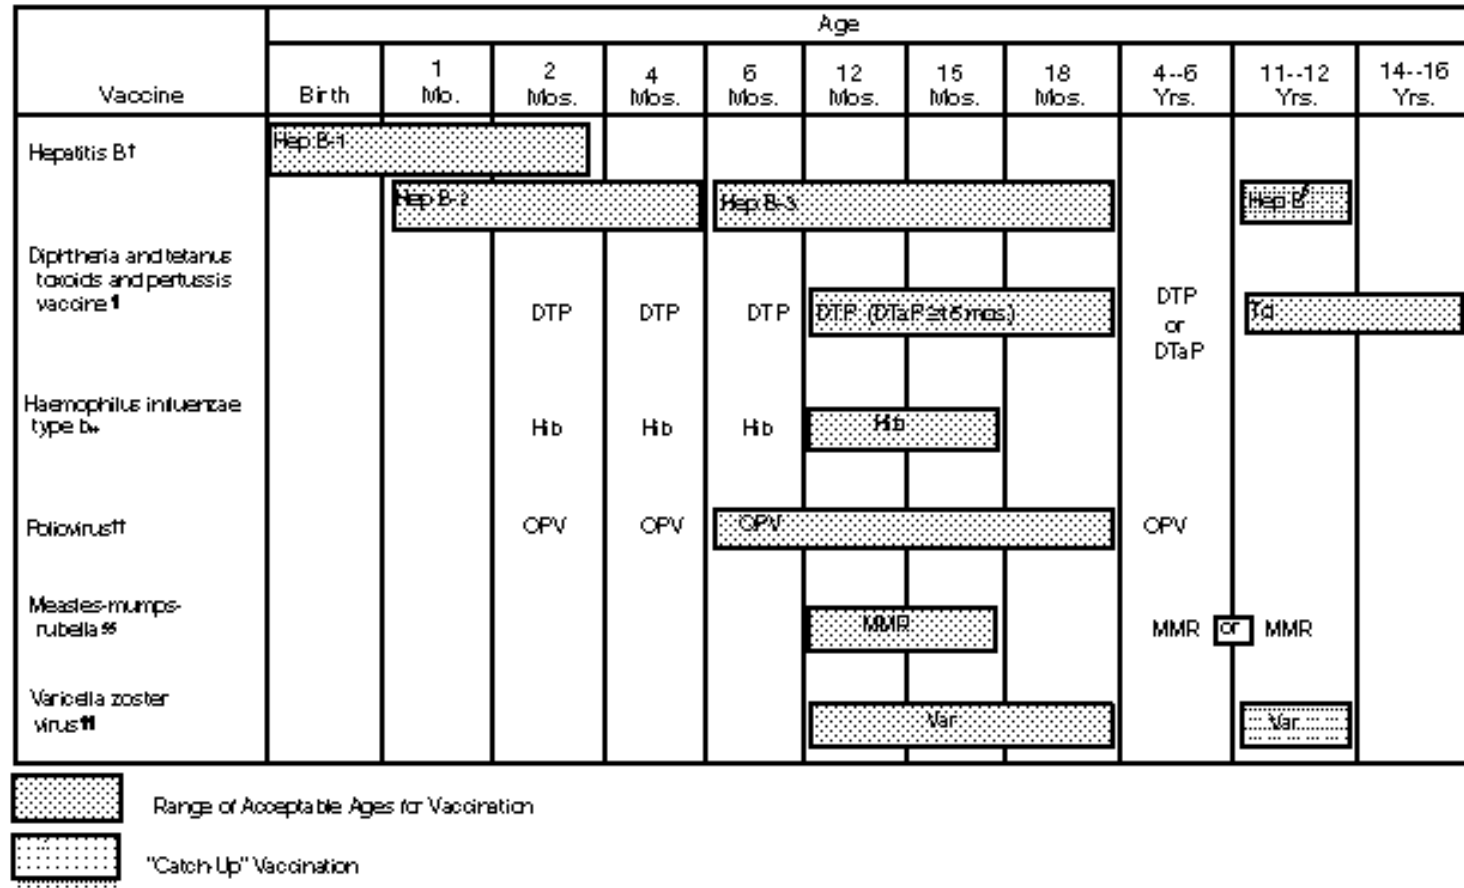 Age
Vaccine Birth 1 Mo. 2 Mos. 4 Mos. 6 Mos. 12 Mos. 15 Mos. 18 Mos. 4--6 Yrs. 11--12 Yrs. 14--16 Yrs.
Hepatitis B†
Hep B-1
Hep B-2 Hep B-3 Hep B
Diphtheria and tetanus
toxoids and pertussis
vaccine¶
DTP DTP DTP DTP (DTaP mos.) DTP or DTaP Td
Haemophilus influenzae
type b**
Hib Hib Hib Hib
Poliovirus††
OPV OPV OPV OPV
Measles-mumps-
rubella§§
MMR MMR or MMR
Varicella zoster
virus¶¶
Var Var
Range of Acceptable Ages for Vaccination
"Catch-Up" Vaccination